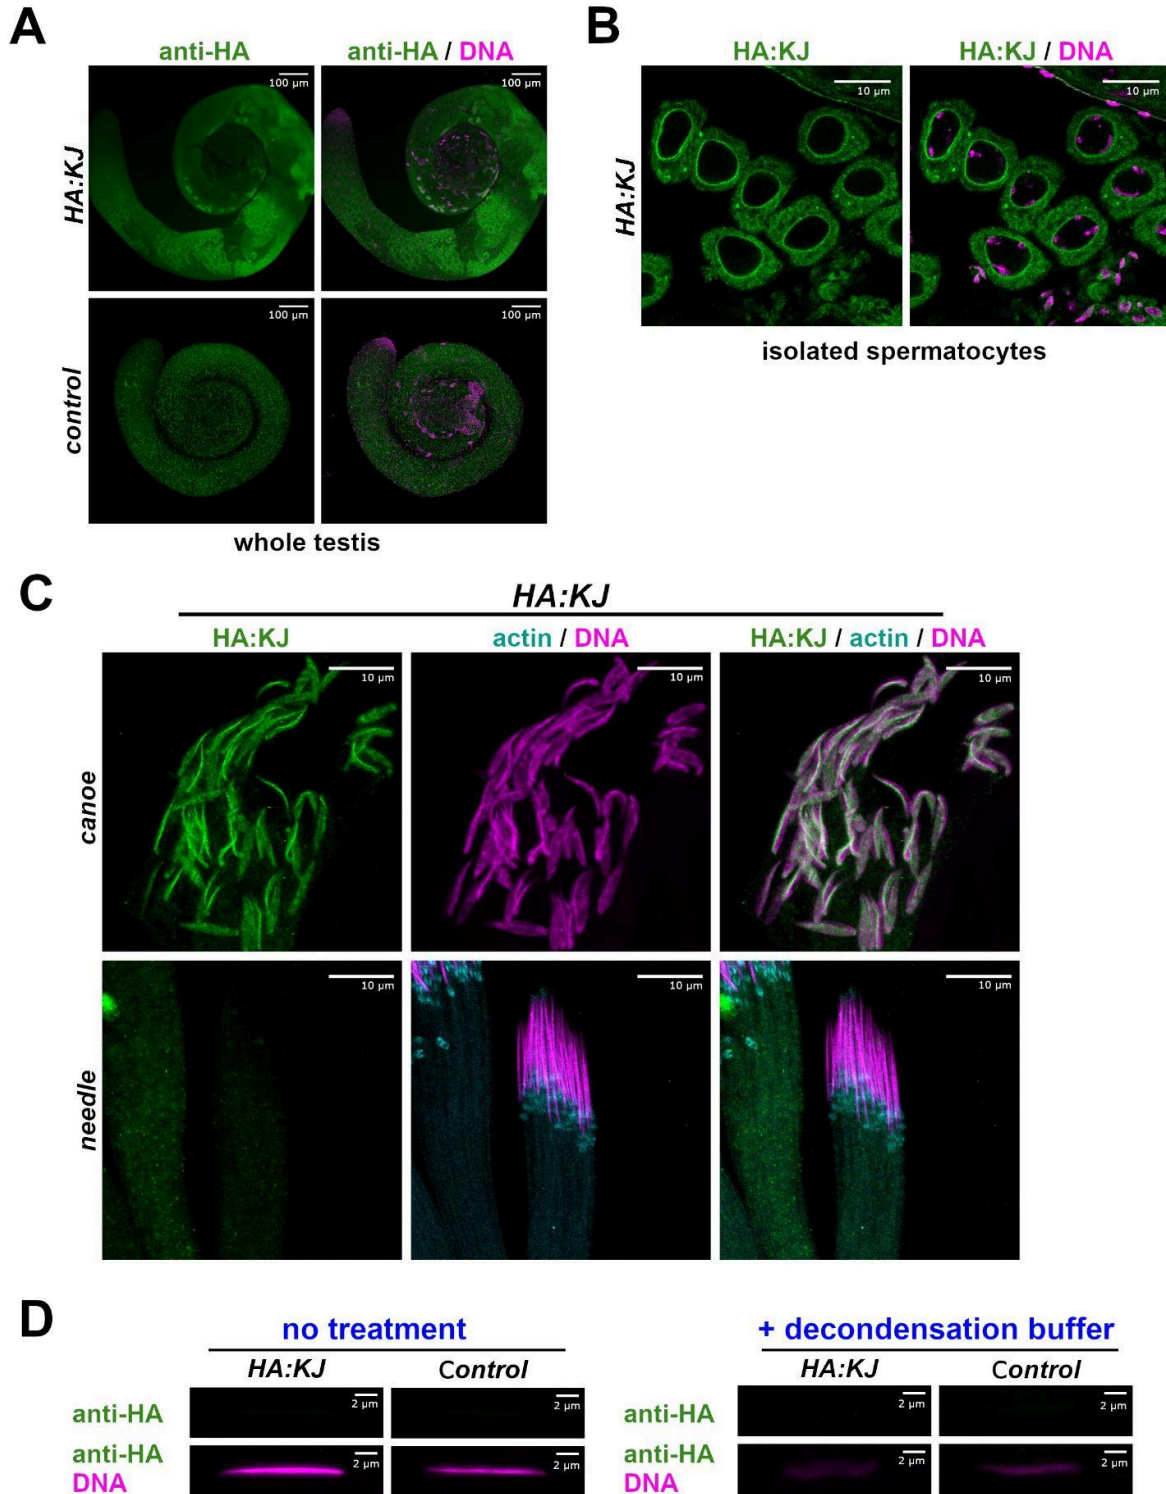 A
anti-HA
anti-HA / DNA
HA:KJ
100 µm
100 µm
control
100 µm
100 µm
whole testis
B
HA:KJ
HA:KJ / DNA
HA:KJ
10 µm
10 µm
isolated spermatocytes
C
HA:KJ
HA:KJ
actin / DNA
HA:KJ / actin / DNA
canoe
10 µm
10 µm
10 µm
needle
10 µm
10 µm
10 µm
D
no treatment
HA:KJ
Control
anti-HA
2 µm
2 µm
anti-HA
DNA
2 µm
2 µm
+ decondensation buffer
HA:KJ
Control
anti-HA
2 µm
2 µm
anti-HA
DNA
2 µm
2 µm